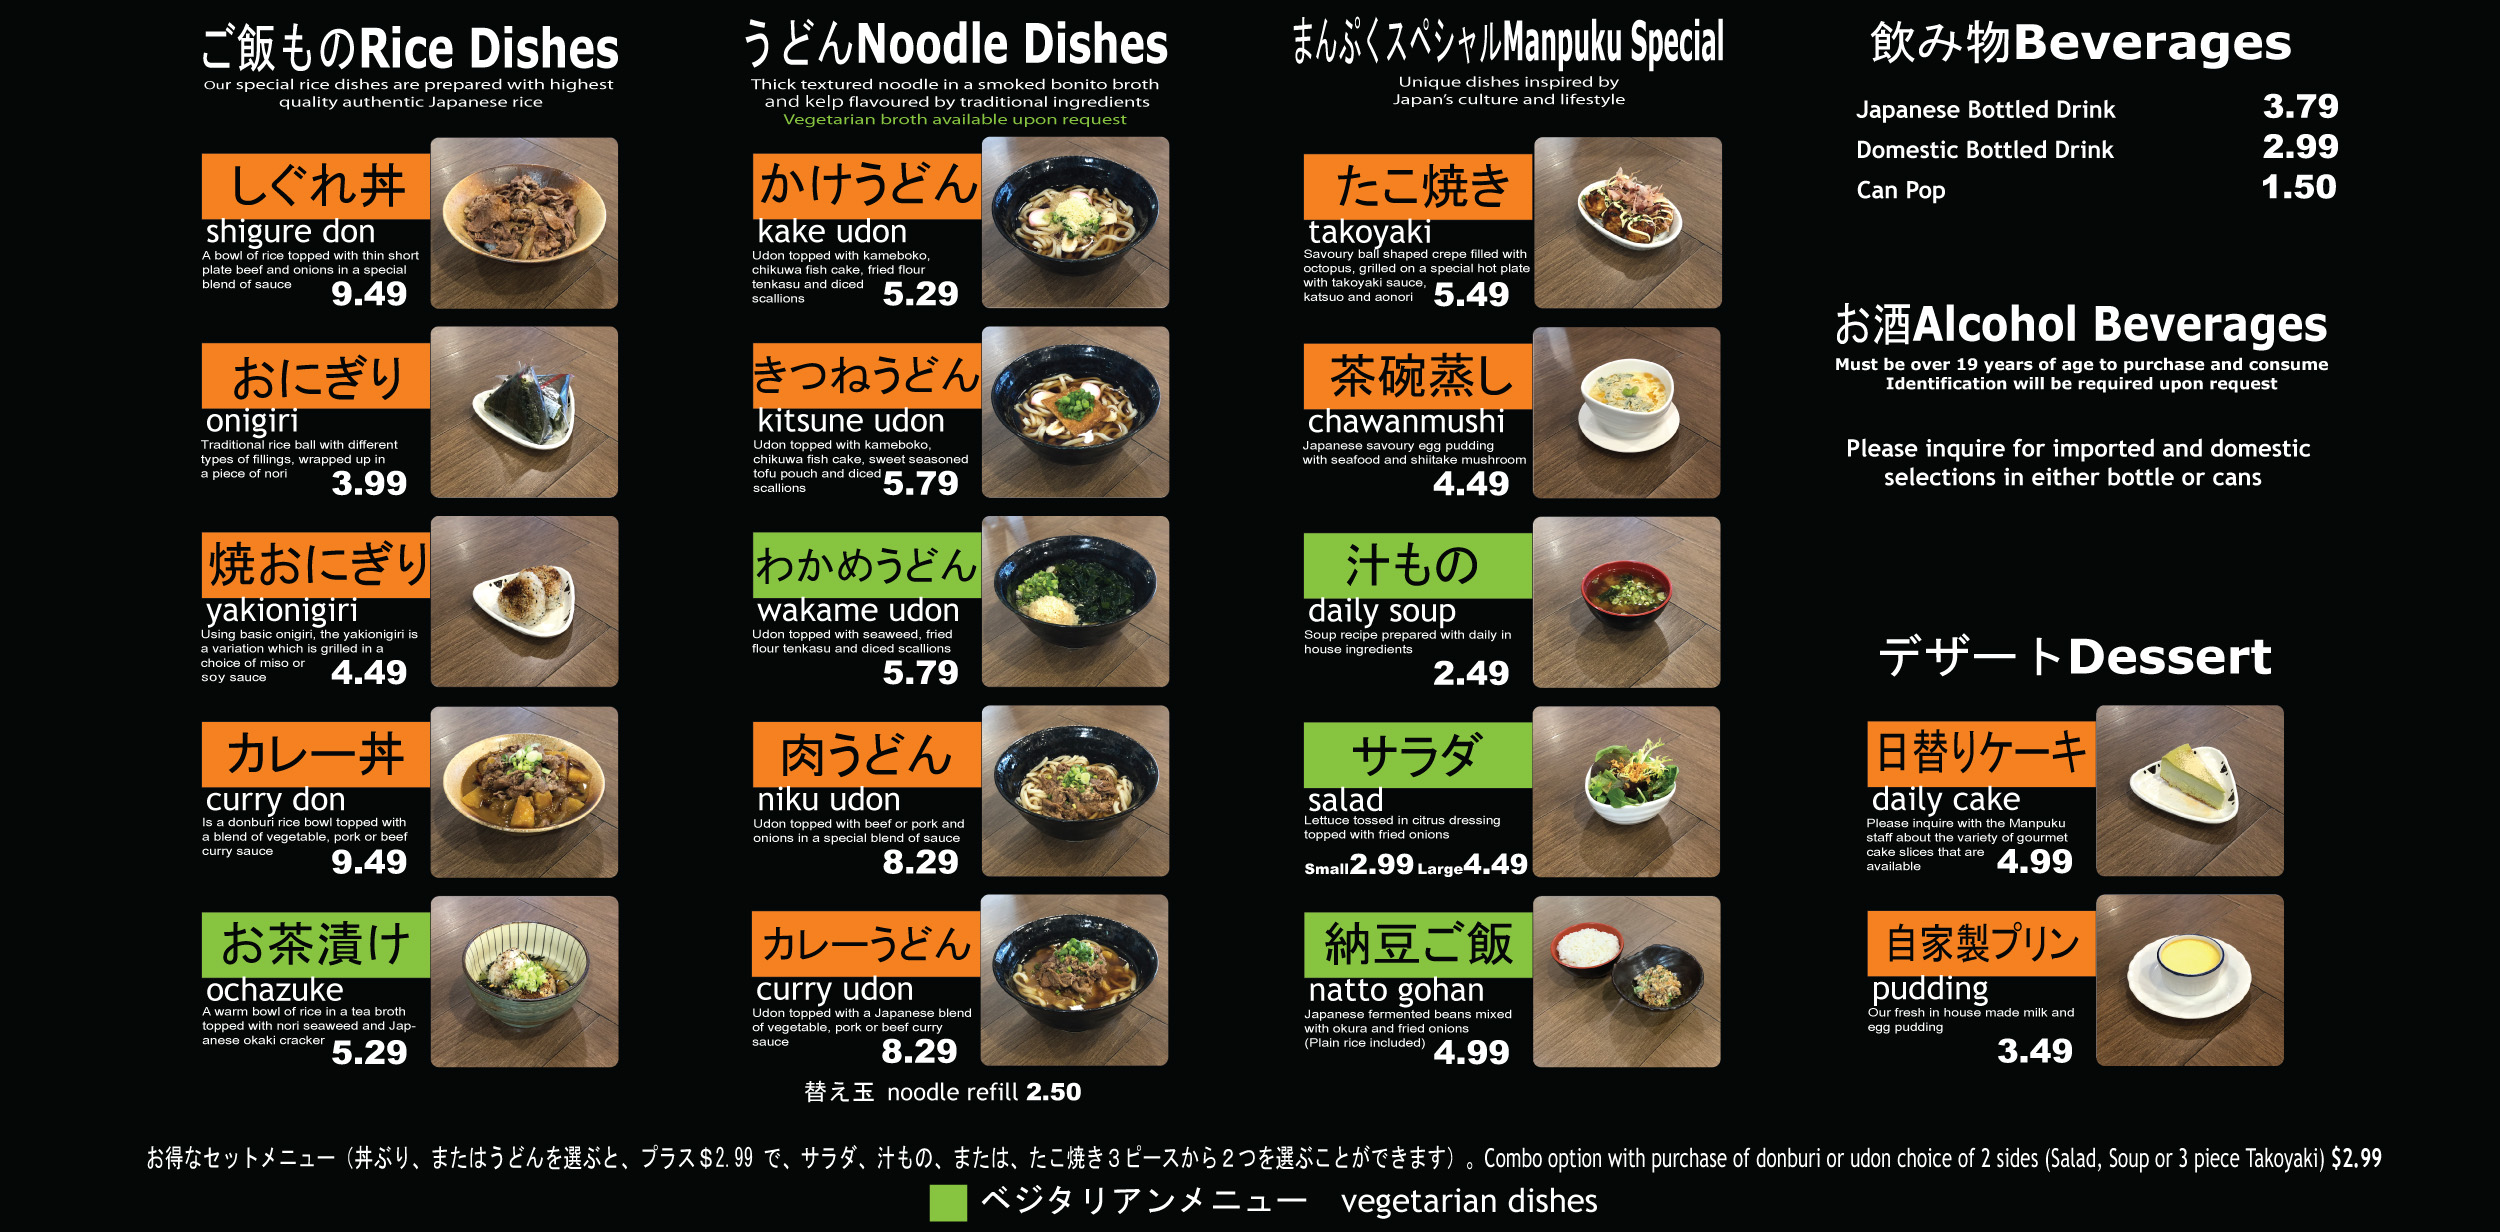 ご飯ものRice Dishes
Our special rice dishes are prepared with highest
quality authentic Japanese rice
しぐれ丼
shigure don
A bowl of rice topped with thin short
plate beef and onions in a special
blend of sauce
9.49
おにぎり
onigiri
Traditional rice ball with different
types of fillings, wrapped up in
a piece of nori
3.99
焼おにぎり
yakionigiri
Using basic onigiri, the yakionigiri is
a variation which is grilled in a
choice of miso or
soy sauce
4.49
カレー丼
curry don
Is a donburi rice bowl topped with
a blend of vegetable, pork or beef
curry sauce
9.49
お茶漬け
ochazuke
A warm bowl of rice in a tea broth
topped with nori seaweed and Jap-
anese okaki cracker
5.29
うどんNoodle Dishes
Thick textured noodle in a smoked bonito broth
and kelp flavoured by traditional ingredients
Vegetarian broth available upon request
かけうどん
kake udon
Udon topped with kameboko,
chikuwa fish cake, fried flour
tenkasu and diced
scallions
5.29
きつねうどん
kitsune udon
Udon topped with kameboko,
chikuwa fish cake, sweet seasoned
tofu pouch and diced
scallions
5.79
わかめうどん
wakame udon
Udon topped with seaweed, fried
flour tenkasu and diced scallions
5.79
肉うどん
niku udon
Udon topped with beef or pork and
onions in a special blend of sauce
8.29
カレーうどん
curry udon
Udon topped with a Japanese blend
of vegetable, pork or beef curry
sauce
8.29
替え玉 noodle refill 2.50
まんぷくスペシャルManpuku Special
Unique dishes inspired by
Japan's culture and lifestyle
たこ焼き
takoyaki
Savoury ball shaped crepe filled with
octopus, grilled on a special hot plate
with takoyaki sauce,
katsuo and aonori
5.49
茶碗蒸し
chawanmushi
Japanese savoury egg pudding
with seafood and shiitake mushroom
4.49
汁もの
daily soup
Soup recipe prepared with daily in
house ingredients
2.49
サラダ
salad
Lettuce tossed in citrus dressing
topped with fried onions
Small2.99 Large4.49
納豆ご飯
natto gohan
Japanese fermented beans mixed
with okura and fried onions
(Plain rice included)
4.99
飲み物Beverages
Japanese Bottled Drink 3.79
Domestic Bottled Drink 2.99
Can Pop 1.50
お酒Alcohol Beverages
Must be over 19 years of age to purchase and consume
Identification will be required upon request
Please inquire for imported and domestic
selections in either bottle or cans
デザートDessert
日替りケーキ
daily cake
Please inquire with the Manpuku
staff about the variety of gourmet
cake slices that are
available
4.99
自家製プリン
pudding
Our fresh in house made milk and
egg pudding
3.49
お得なセットメニュー（丼ぶり、またはうどんを選ぶと、プラス＄2.99 で、サラダ、汁もの、または、たこ焼き３ピースから２つを選ぶことができます）。Combo option with purchase of donburi or udon choice of 2 sides (Salad, Soup or 3 piece Takoyaki) $2.99
ベジタリアンメニュー vegetarian dishes